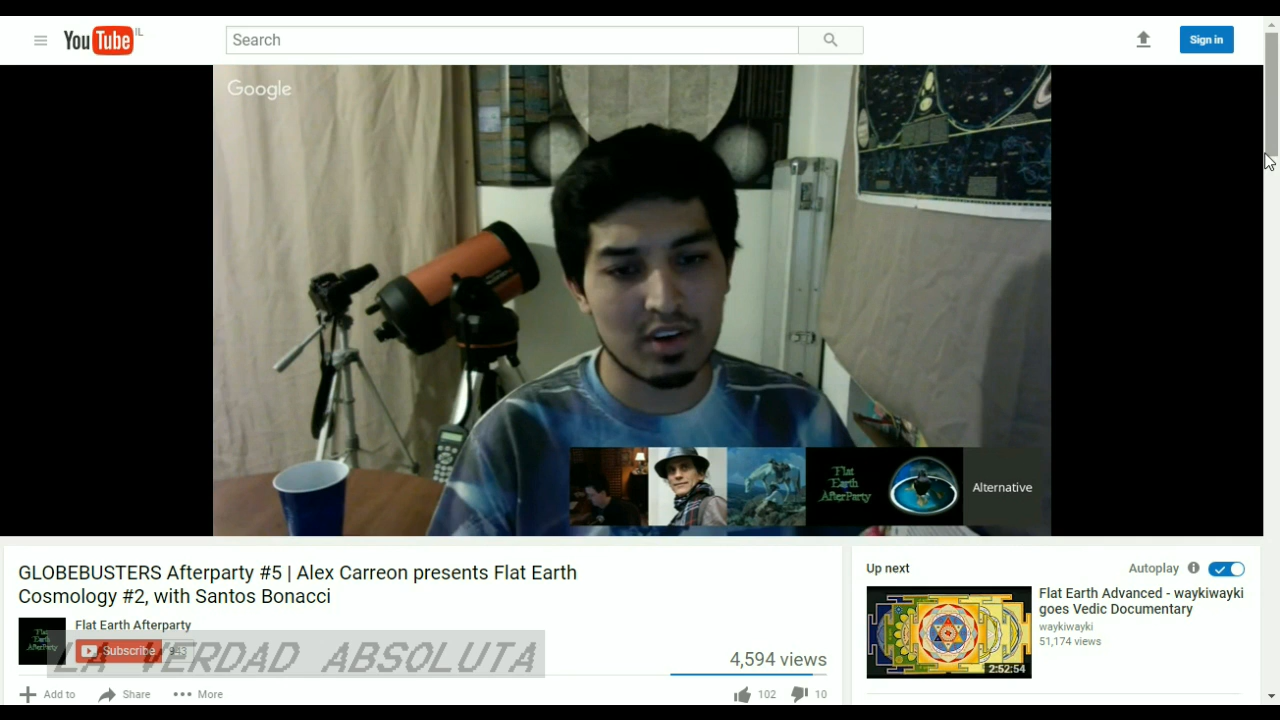 YouTube IL
Search
Sign in
Google
Flat
Earth
AfterParty
Alternative
GLOBEBUSTERS Afterparty #5 | Alex Carreon presents Flat Earth
Cosmology #2, with Santos Bonacci
Flat Earth Afterparty
Subscribe
LA VERDAD ABSOLUTA
4,594 views
Add to
Share
More
102
10
Up next
Autoplay
Flat Earth Advanced - waykiwayki
goes Vedic Documentary
waykiwayki
51,174 views
2:52:54